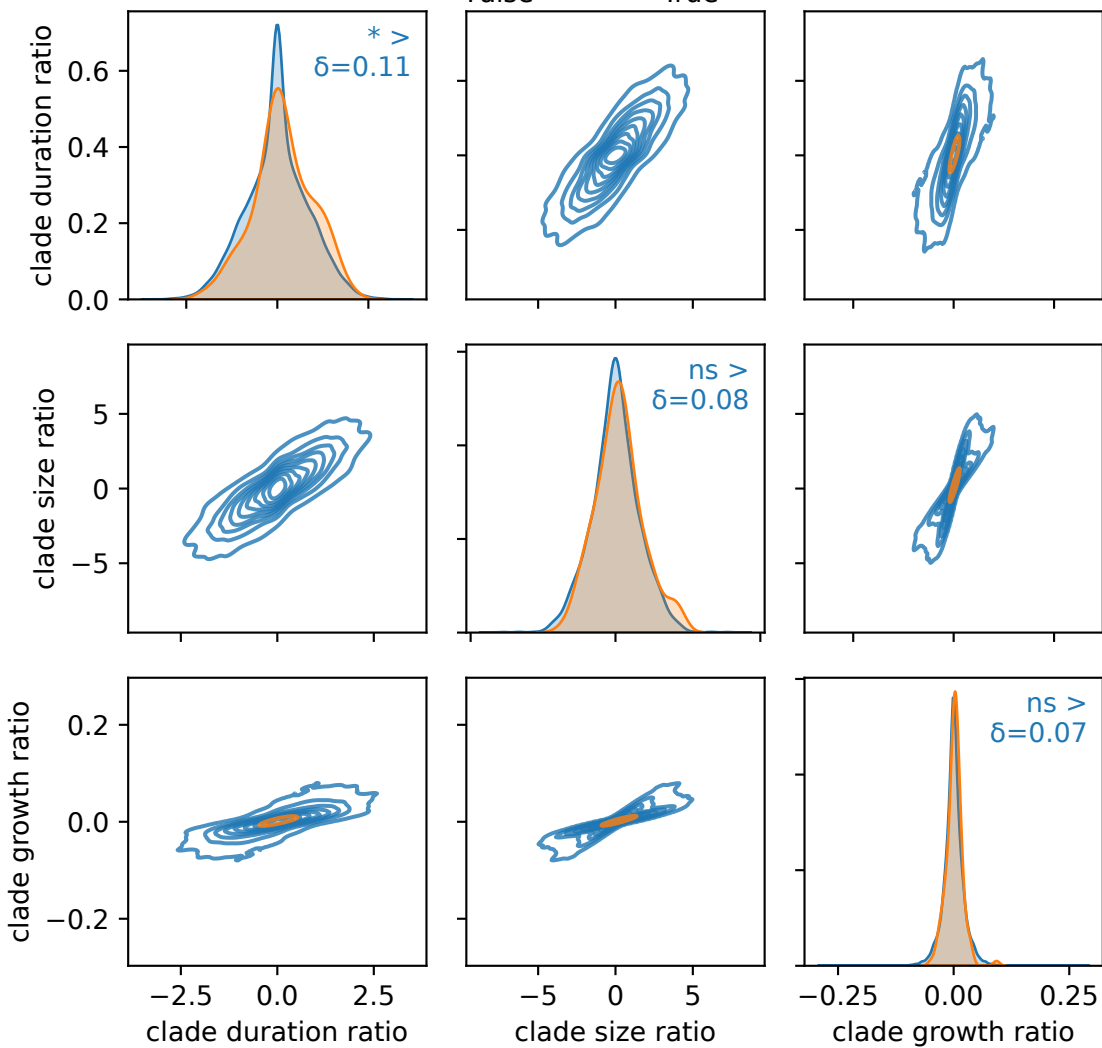 True
clade duration ratio
0.6
0.4
0.2
0.0
* >
δ=0.11
clade size ratio
5
0
−5
ns >
δ=0.08
clade growth ratio
0.2
0.0
−0.2
ns >
δ=0.07
−2.5
0.0
2.5
−5
0
5
−0.25
0.00
0.25
clade duration ratio
clade size ratio
clade growth ratio